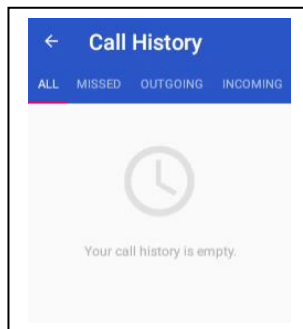 Call History
ALL MISSED OUTGOING INCOMING
Your call history is empty.